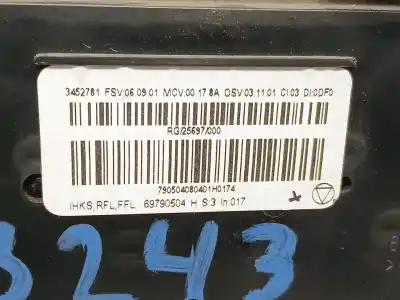 3452781 FSV:06.09.01 MCV:00.17.8A OSV:03.11.01 CI:03 DI:0DF0
RG/25697/000
790504080401H0174
IHKS,RFL,FFL 69790504 H S:3 In:017
3243